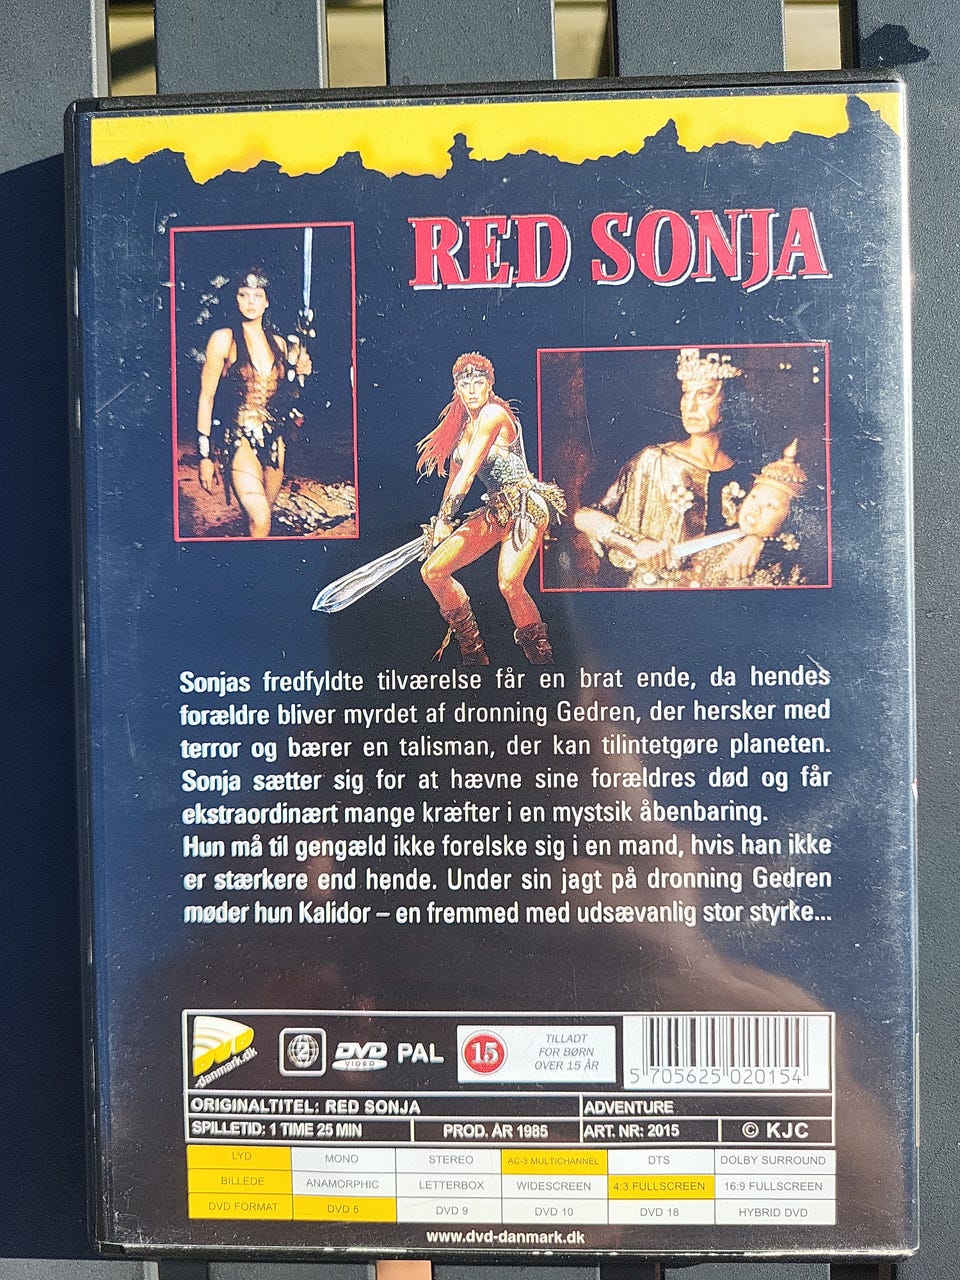 RED SONJA
Sonjas fredfyldte tilværelse får en brat ende, da hendes
forældre bliver myrdet af dronning Gedren, der hersker med
terror og bærer en talisman, der kan tilintetgøre planeten.
Sonja sætter sig for at hævne sine forældres død og får
ekstraordinært mange kræfter i en mystsik åbenbaring.
Hun må til gengæld ikke forelske sig i en mand, hvis han ikke
er stærkere end hende. Under sin jagt på dronning Gedren
møder hun Kalidor – en fremmed med udsævanlig stor styrke...
DVD
-danmark.dk
2
DVD
VIDEO
PAL
15
TILLADT
FOR BØRN
OVER 15 ÅR
5 705625 020154
ORIGINALTITEL: RED SONJA ADVENTURE
SPILLETID: 1 TIME 25 MIN PROD. ÅR 1985 ART. NR: 2015 © KJC
LYD MONO STEREO AC-3 MULTICHANNEL DTS DOLBY SURROUND
BILLEDE ANAMORPHIC LETTERBOX WIDESCREEN 4:3 FULLSCREEN 16:9 FULLSCREEN
DVD FORMAT DVD 5 DVD 9 DVD 10 DVD 18 HYBRID DVD
www.dvd-danmark.dk